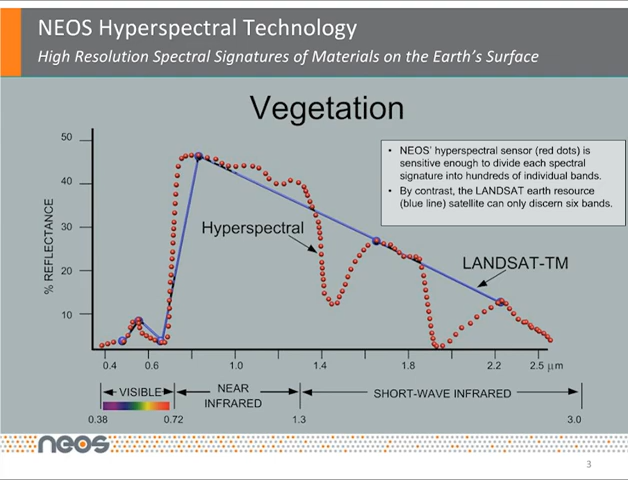 NEOS Hyperspectral Technology
High Resolution Spectral Signatures of Materials on the Earth's Surface
Vegetation
50
40
30
20
10
% REFLECTANCE
• NEOS' hyperspectral sensor (red dots) is
sensitive enough to divide each spectral
signature into hundreds of individual bands.
• By contrast, the LANDSAT earth resource
(blue line) satellite can only discern six bands.
Hyperspectral
LANDSAT-TM
0.4 0.6 1.0 1.4 1.8 2.2 2.5 µm
VISIBLE
NEAR
INFRARED
SHORT-WAVE INFRARED
0.38 0.72 1.3 3.0
neos
3